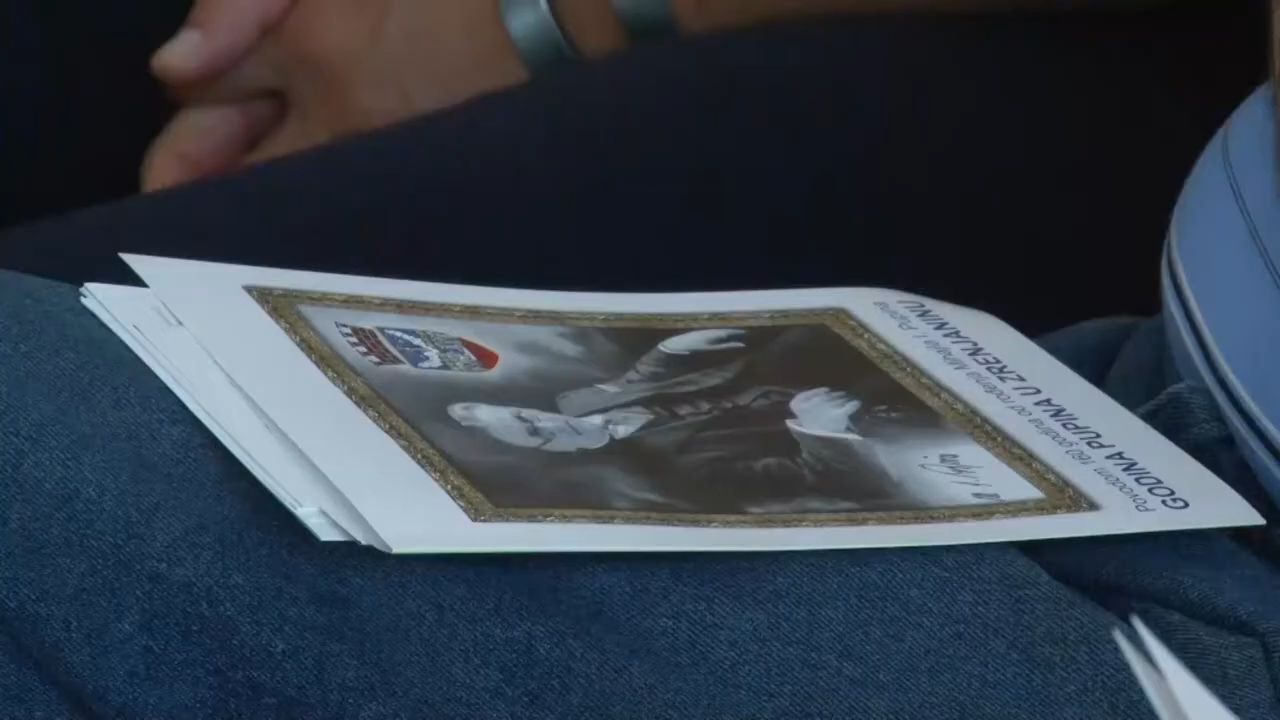 Povodom 160 godina od rođenja Mihajla I. Pupina
GODINA PUPINA U ZRENJANINU